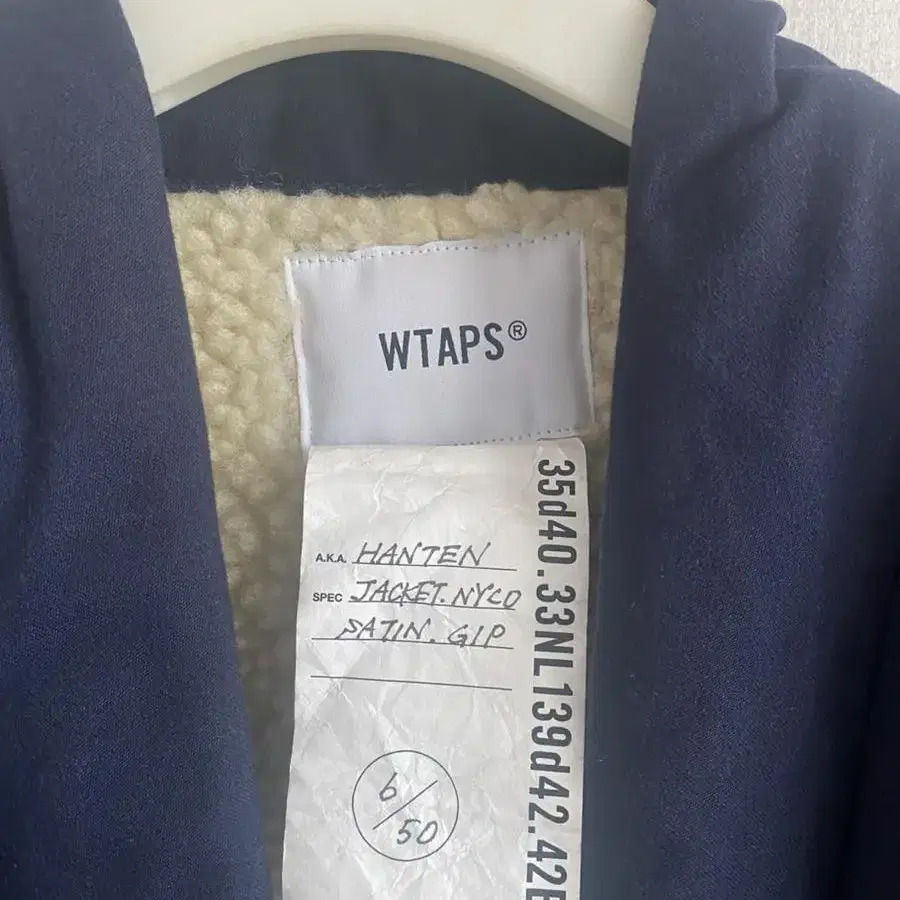 WTAPS®
A.K.A. HANTEN
SPEC JACKET. NYCO
SATIN. GIP
6/50
35d40.33NL139d42.42E